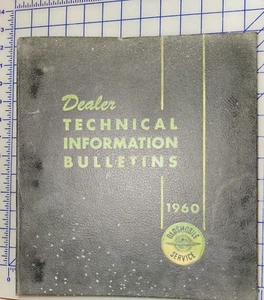 Dealer
TECHNICAL
INFORMATION
BULLETINS
1960
OLDSMOBILE
SERVICE